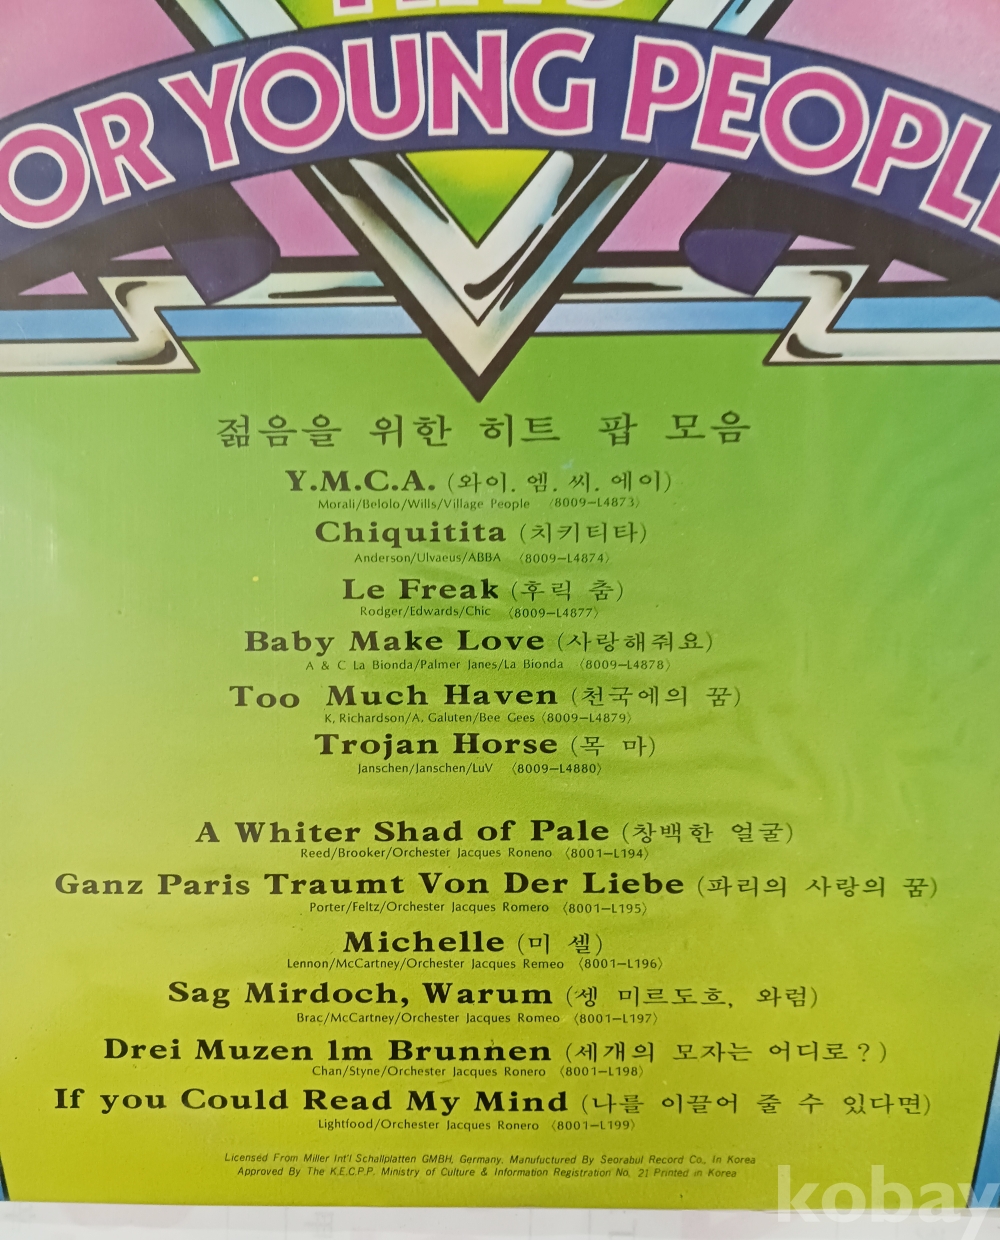 OR YOUNG PEOPLE
젊음을 위한 히트 팝 모음
Y.M.C.A. (와이. 엠. 씨. 에이)
Morali/Belolo/Wills/Village People 〈8009-L4873〉
Chiquitita (치키티타)
Anderson/Ulvaeus/ABBA 〈8009-L4874〉
Le Freak (후릭 춤)
Rodger/Edwards/Chic 〈8009-L4877〉
Baby Make Love (사랑해줘요)
A & C La Bionda/Palmer Janes/La Bionda 〈8009-L4878〉
Too Much Haven (천국에의 꿈)
K. Richardson/A. Galuten/Bee Gees 〈8009-L4879〉
Trojan Horse (목 마)
Janschen/Janschen/LuV 〈8009-L4880〉
A Whiter Shad of Pale (창백한 얼굴)
Reed/Brooker/Orchester Jacques Roneno 〈8001-L194〉
Ganz Paris Traumt Von Der Liebe (파리의 사랑의 꿈)
Porter/Feltz/Orchester Jacques Romero 〈8001-L195〉
Michelle (미 셸)
Lennon/McCartney/Orchester Jacques Remeo 〈8001-L196〉
Sag Mirdoch, Warum (셍 미르도흐, 와럼)
Brac/McCartney/Orchester Jacques Romeo 〈8001-L197〉
Drei Muzen lm Brunnen (세개의 모자는 어디로?)
Chan/Styne/Orchester Jacques Ronero 〈8001-L198〉
If you Could Read My Mind (나를 이끌어 줄 수 있다면)
Lightfood/Orchester Jacques Ronero 〈8001-L199〉
Licensed From Miller Int'l Schallplatten GMBH, Germany, Manufuctured By Seorabul Record Co., In Korea
Approved By The K.E.C.P.P. Ministry of Culture & Information Registration No. 21 Printed in Korea
kobay